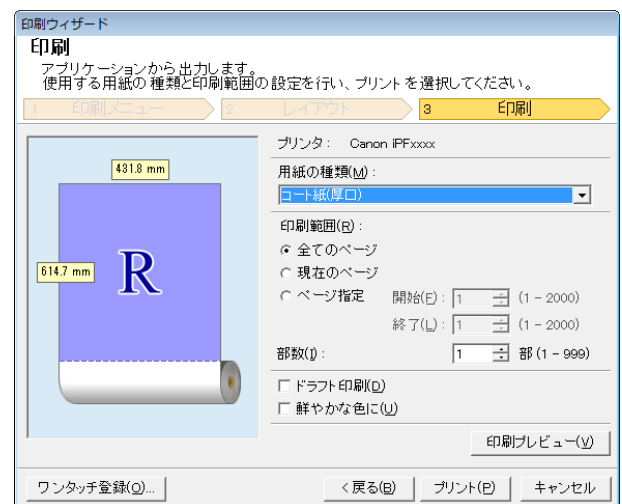 印刷ウィザード
印刷
アプリケーションから出力します。
使用する用紙の種類と印刷範囲の設定を行い、プリントを選択してください。
1 印刷メニュー 2 レイアウト 3 印刷
プリンタ： Canon iPFxxxx
431.8 mm
用紙の種類(M)：
コート紙(厚口)
印刷範囲(R)：
全てのページ
614.7 mm
R
現在のページ
ページ指定 開始(F)： 1 (1 - 2000)
終了(L)： 1 (1 - 2000)
部数(I)： 1 部 (1 - 999)
ドラフト印刷(D)
鮮やかな色に(U)
印刷プレビュー(V)
ワンタッチ登録(O)... < 戻る(B) プリント(P) キャンセル